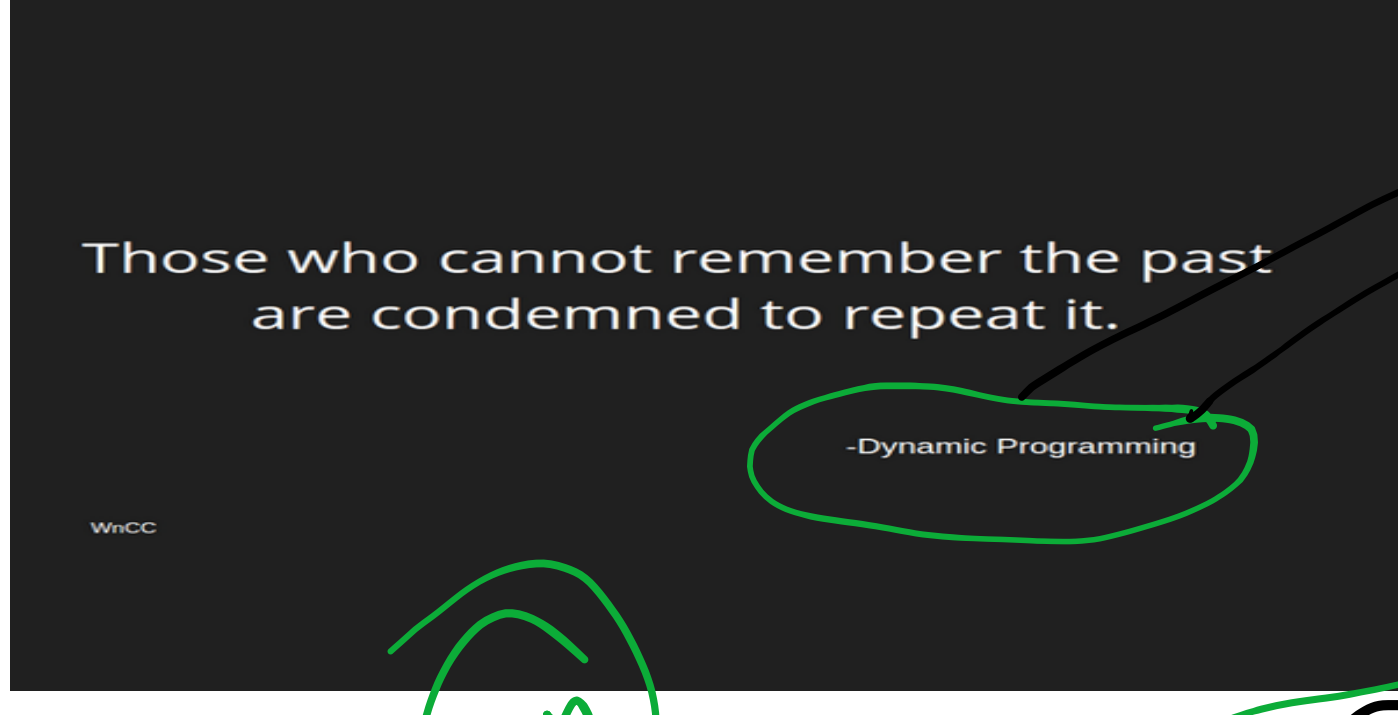 Those who cannot remember the past
are condemned to repeat it.
-Dynamic Programming
WnCC